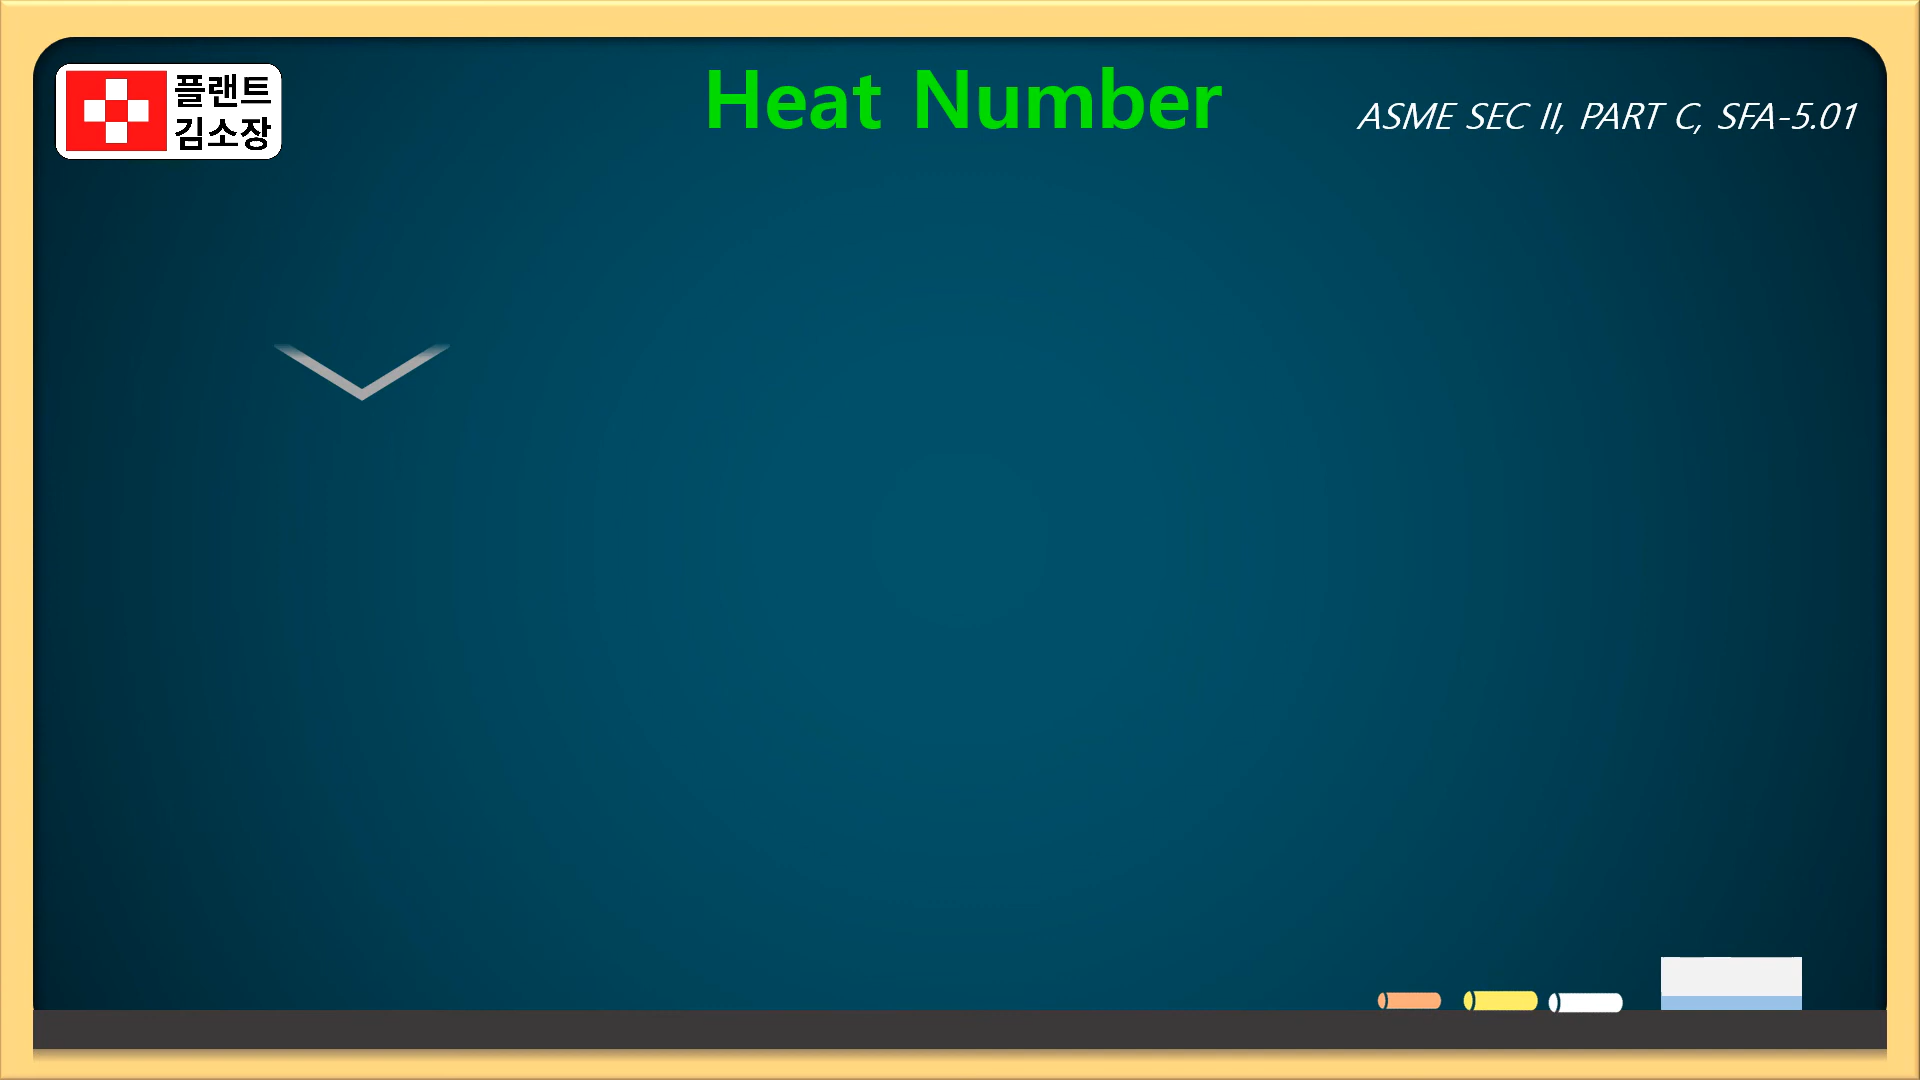 플랜트
김소장
Heat Number
ASME SEC II, PART C, SFA-5.01